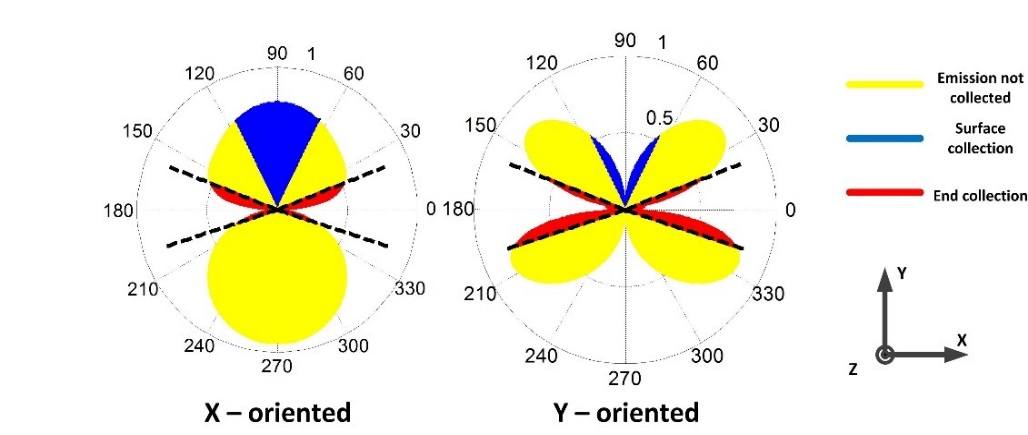 90 1
120 60
150 30
180 0
210 330
240 300
270
X – oriented
90 1
120 60
0.5
150 30
180 0
210 330
240 300
270
Y – oriented
Emission not
collected
Surface
collection
End collection
Y
X
Z